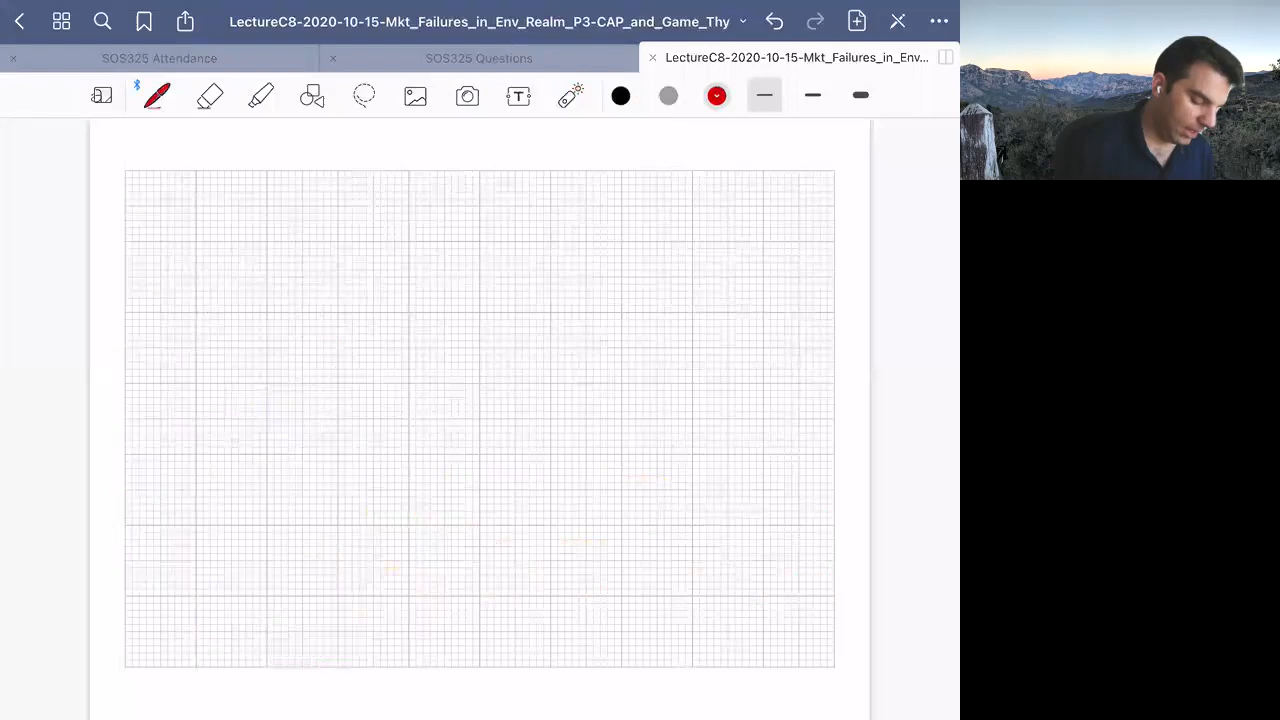 LectureC8-2020-10-15-Mkt_Failures_in_Env_Realm_P3-CAP_and_Game_Thy
SOS325 Attendance
SOS325 Questions
LectureC8-2020-10-15-Mkt_Failures_in_Env...
T